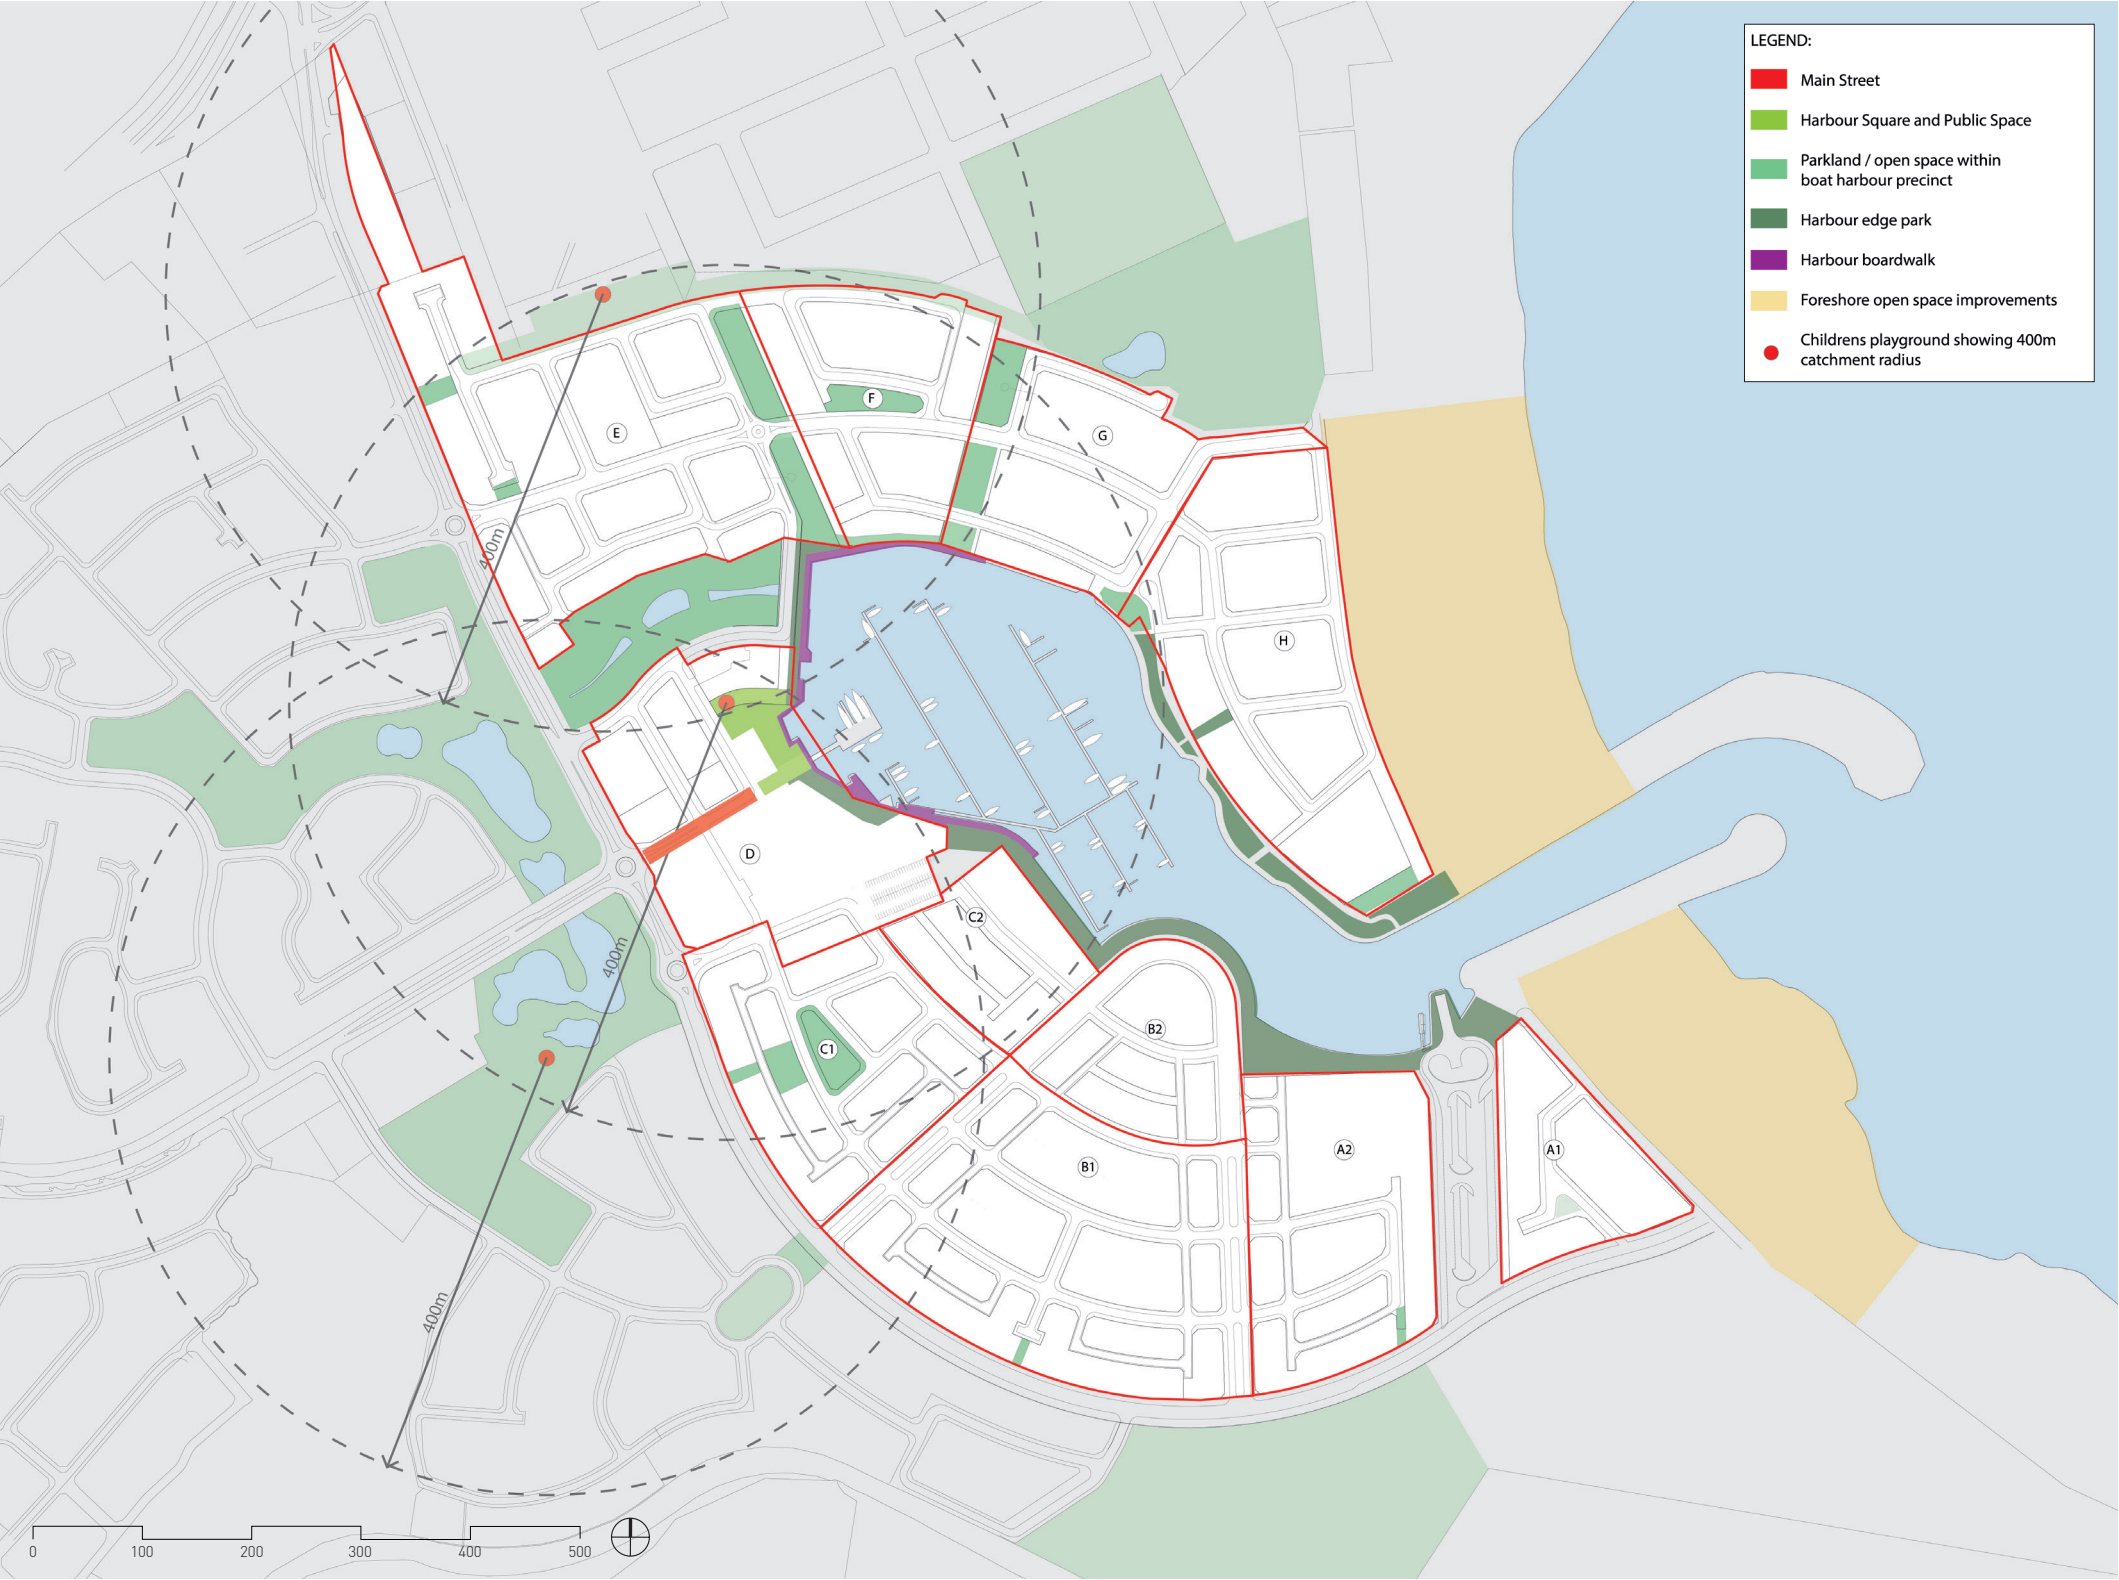 LEGEND:
Main Street
Harbour Square and Public Space
Parkland / open space within
boat harbour precinct
Harbour edge park
Harbour boardwalk
Foreshore open space improvements
Childrens playground showing 400m
catchment radius
F
E
G
400m
H
D
C2
400m
B2
C1
A2
A1
B1
400m
0 100 200 300 400 500